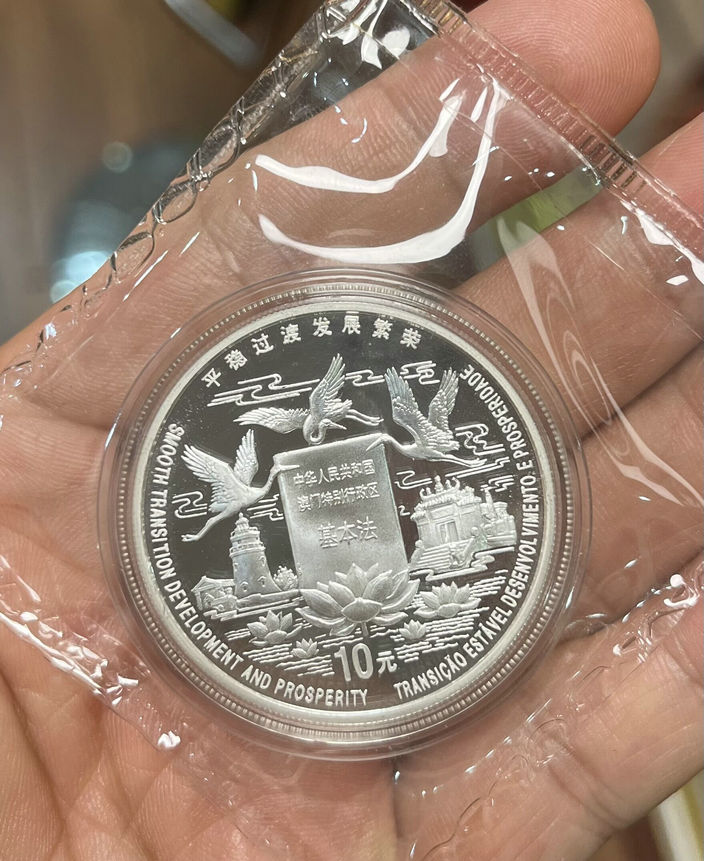 平稳过渡发展繁荣
SMOOTH TRANSITION DEVELOPMENT AND PROSPERITY
TRANSIÇÃO ESTÁVEL DESENVOLVIMENTO E PROSPERIDADE
中华人民共和国
澳门特别行政区
基本法
10元